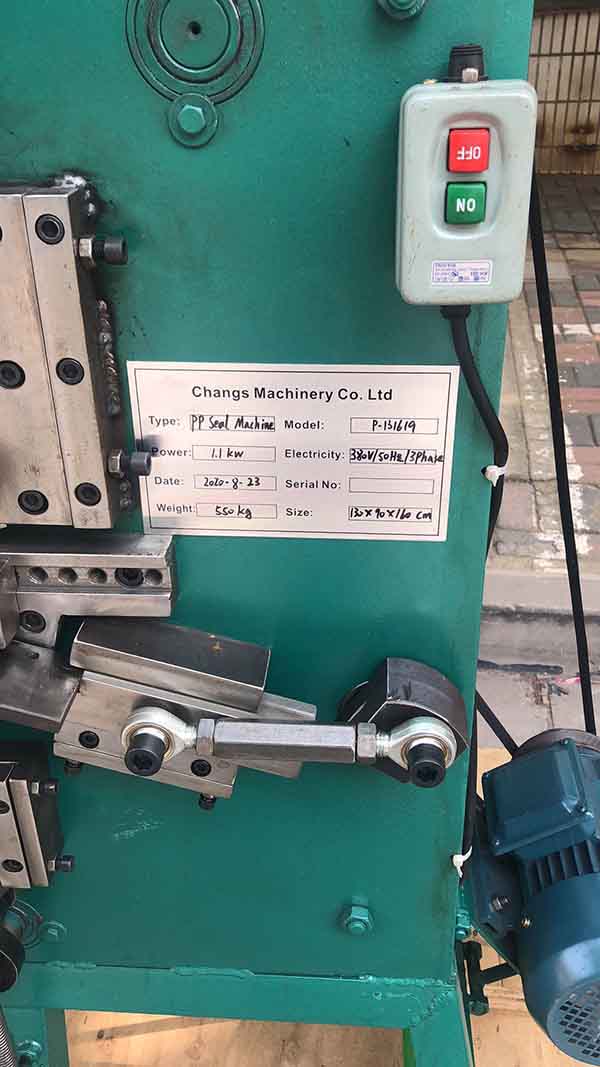 OFF
ON
Changs Machinery Co. Ltd
Type: PP Seal Machine Model: P-131619
Power: 1.1 kw Electricity: 380V/50Hz/3Phase
Date: 2020-8-23 Serial No:
Weight: 550 kg Size: 130×90×160 cm